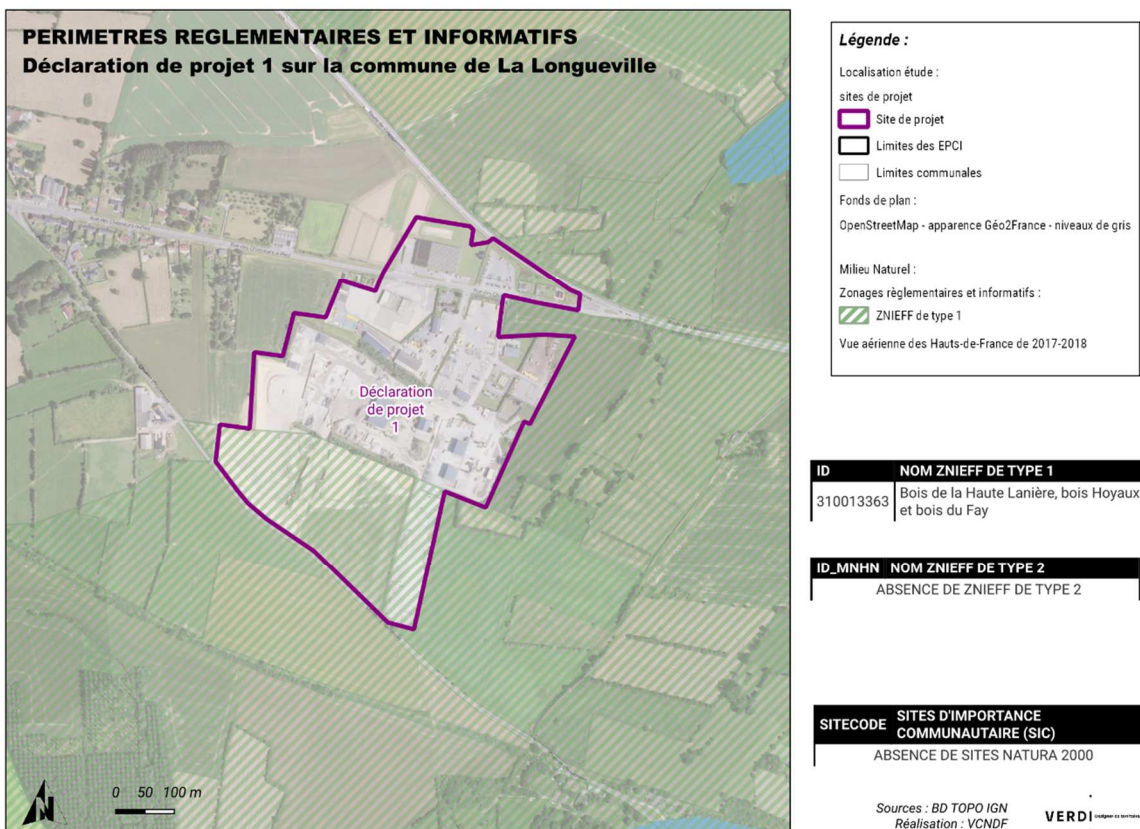 PERIMETRES REGLEMENTAIRES ET INFORMATIFS
Déclaration de projet 1 sur la commune de La Longueville
Déclaration
de projet
1
N
0 50 100 m
Légende :
Localisation étude :
sites de projet
Site de projet
Limites des EPCI
Limites communales
Fonds de plan :
OpenStreetMap - apparence Géo2France - niveaux de gris
Milieu Naturel :
Zonages règlementaires et informatifs :
ZNIEFF de type 1
Vue aérienne des Hauts-de-France de 2017-2018
ID NOM ZNIEFF DE TYPE 1
310013363 Bois de la Haute Lanière, bois Hoyaux
et bois du Fay
ID_MNHN NOM ZNIEFF DE TYPE 2
ABSENCE DE ZNIEFF DE TYPE 2
SITECODE SITES D'IMPORTANCE
COMMUNAUTAIRE (SIC)
ABSENCE DE SITES NATURA 2000
Sources : BD TOPO IGN
Réalisation : VCNDF
VERDI